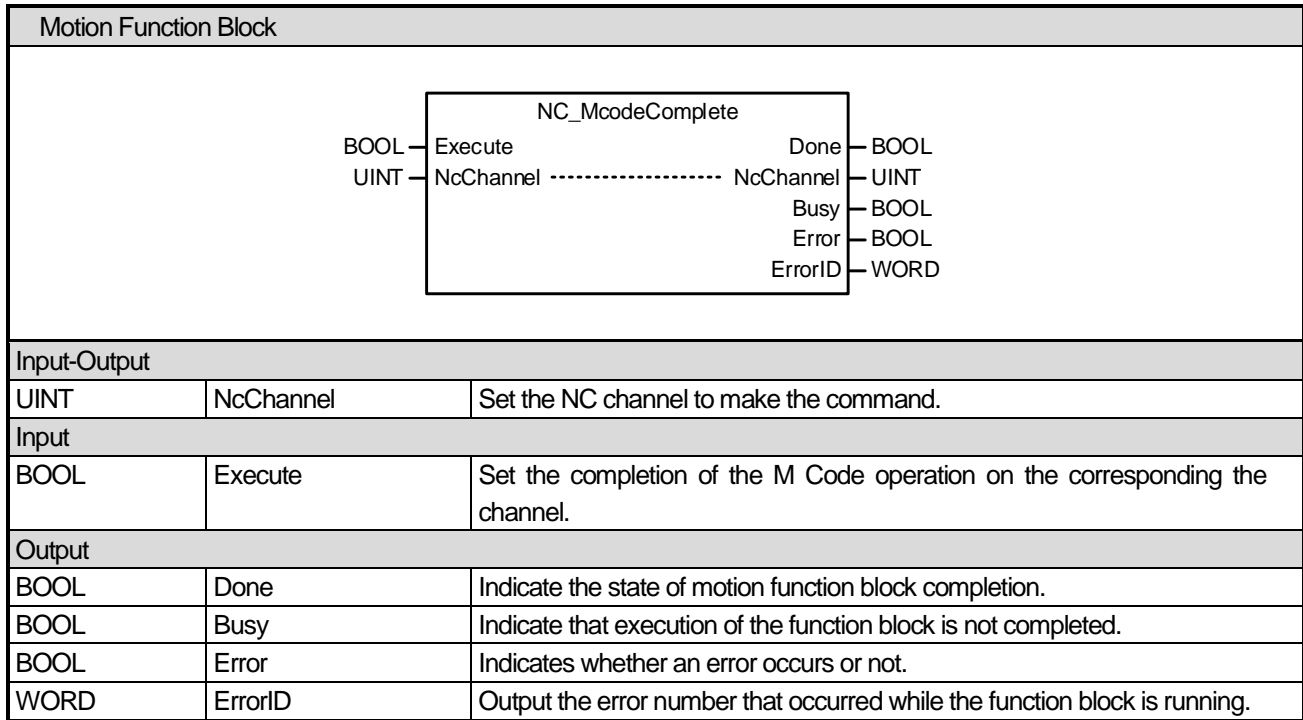 Motion Function Block
NC_McodeComplete
BOOL Execute Done BOOL
UINT NcChannel NcChannel UINT
Busy BOOL
Error BOOL
ErrorID WORD
Input-Output
UINT NcChannel Set the NC channel to make the command.
Input
BOOL Execute Set the completion of the M Code operation on the corresponding the
channel.
Output
BOOL Done Indicate the state of motion function block completion.
BOOL Busy Indicate that execution of the function block is not completed.
BOOL Error Indicates whether an error occurs or not.
WORD ErrorID Output the error number that occurred while the function block is running.